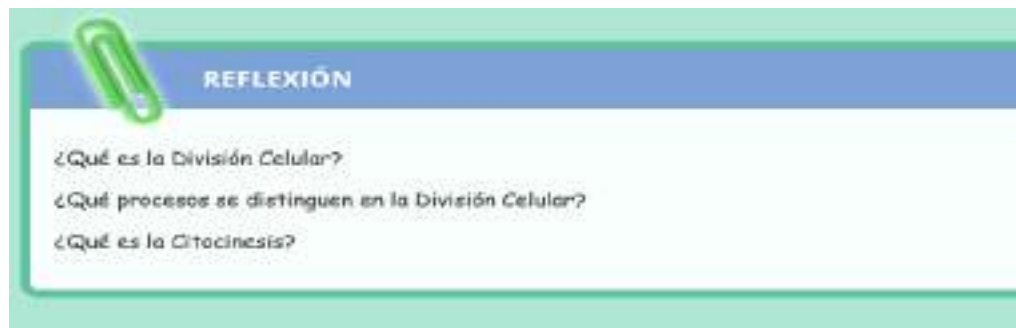 REFLEXIÓN
¿Qué es la División Celular?
¿Qué procesos se distinguen en la División Celular?
¿Qué es la Citocinesis?